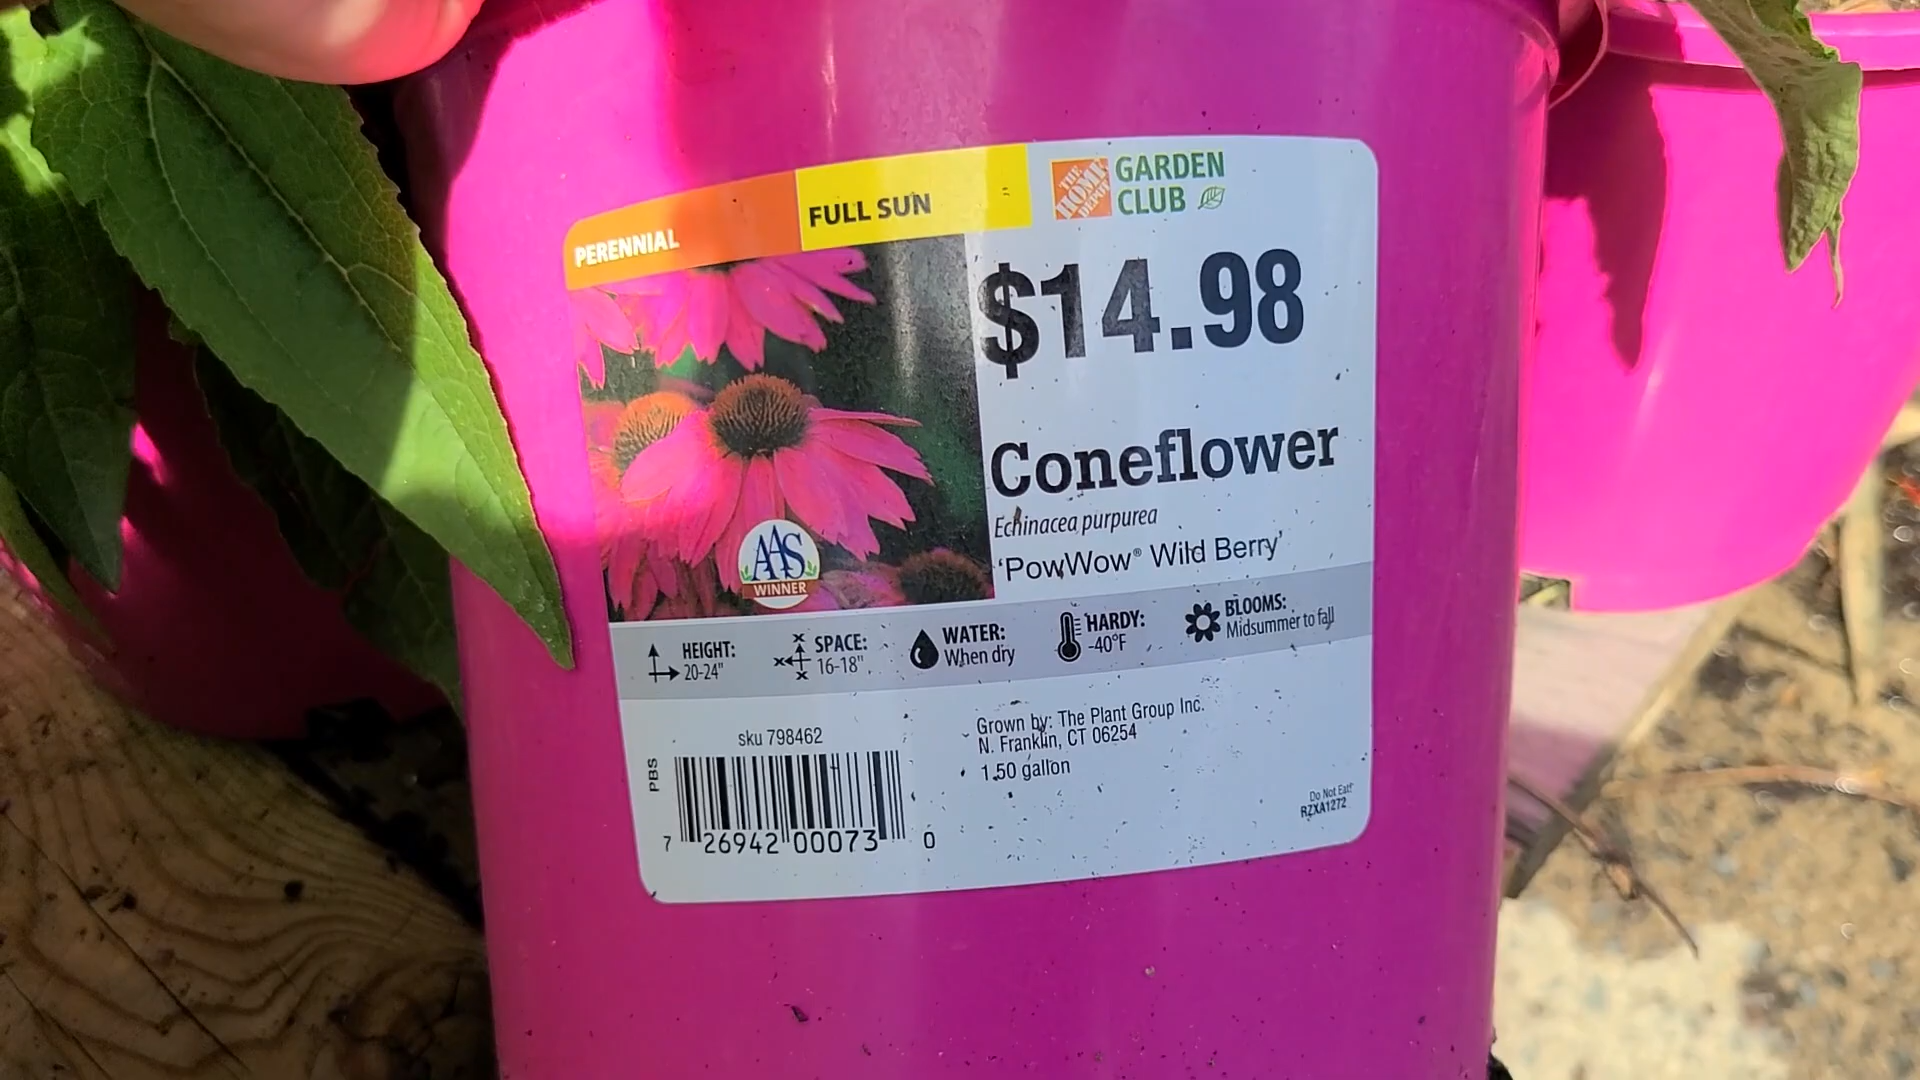 PERENNIAL
FULL SUN
THE HOME DEPOT
GARDEN
CLUB
$14.98
Coneflower
Echinacea purpurea
'PowWow® Wild Berry'
AAS
WINNER
HEIGHT:
20-24"
SPACE:
16-18"
WATER:
When dry
HARDY:
-40°F
BLOOMS:
Midsummer to fall
sku 798462
PBS
7 26942 00073 0
Grown by: The Plant Group Inc.
N. Franklin, CT 06254
1.50 gallon
Do Not Eat!
RZXA1272